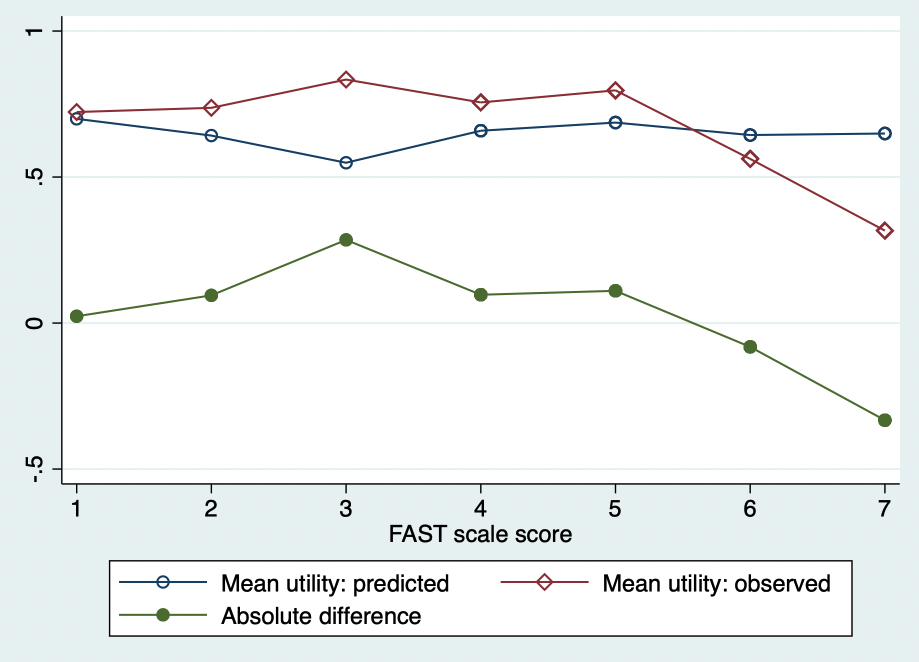 1
.5
0
-.5
1 2 3 4 5 6 7
FAST scale score
Mean utility: predicted Mean utility: observed
Absolute difference